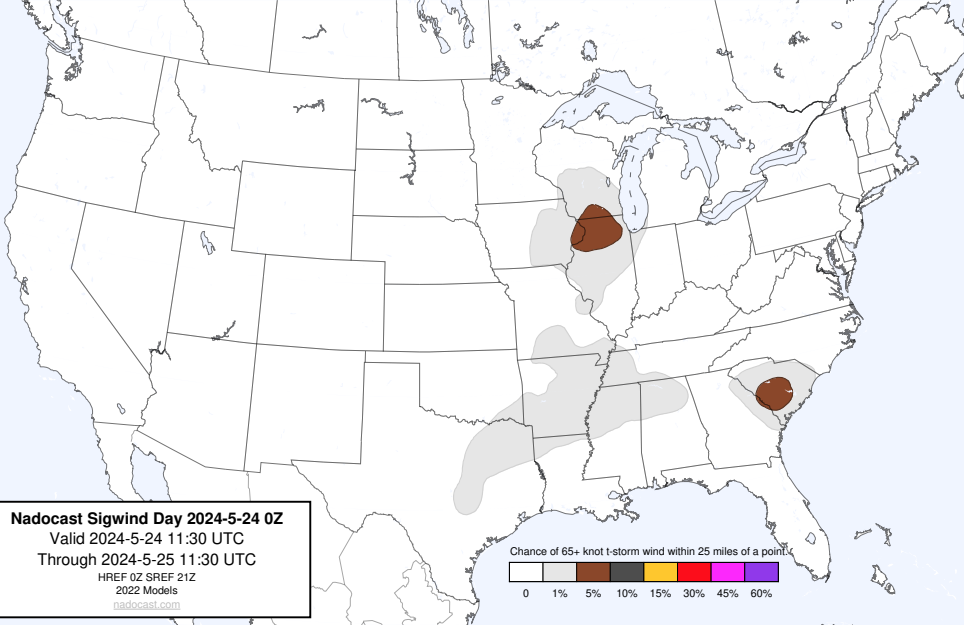 Nadocast Sigwind Day 2024-5-24 0Z
Valid 2024-5-24 11:30 UTC
Through 2024-5-25 11:30 UTC
HREF 0Z SREF 21Z
2022 Models
nadocast.com
Chance of 65+ knot t-storm wind within 25 miles of a point.
0 1% 5% 10% 15% 30% 45% 60%